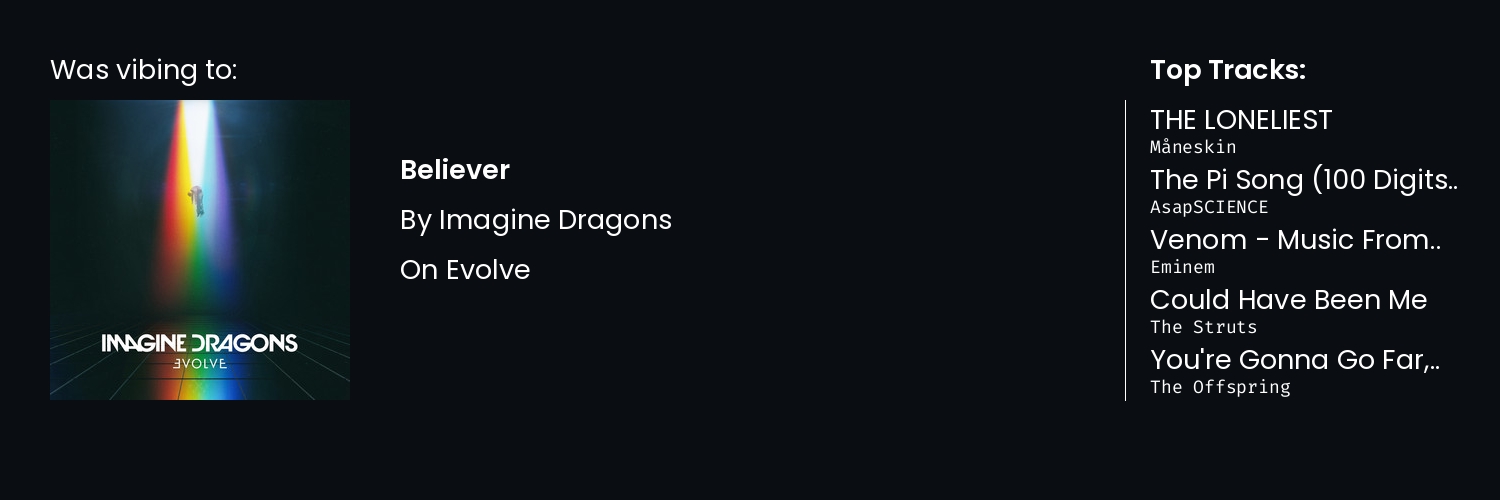 Was vibing to:
IMAGINE DRAGONS
EVOLVE
Believer
By Imagine Dragons
On Evolve
Top Tracks:
THE LONELIEST
Måneskin
The Pi Song (100 Digits..
AsapSCIENCE
Venom - Music From..
Eminem
Could Have Been Me
The Struts
You're Gonna Go Far,..
The Offspring